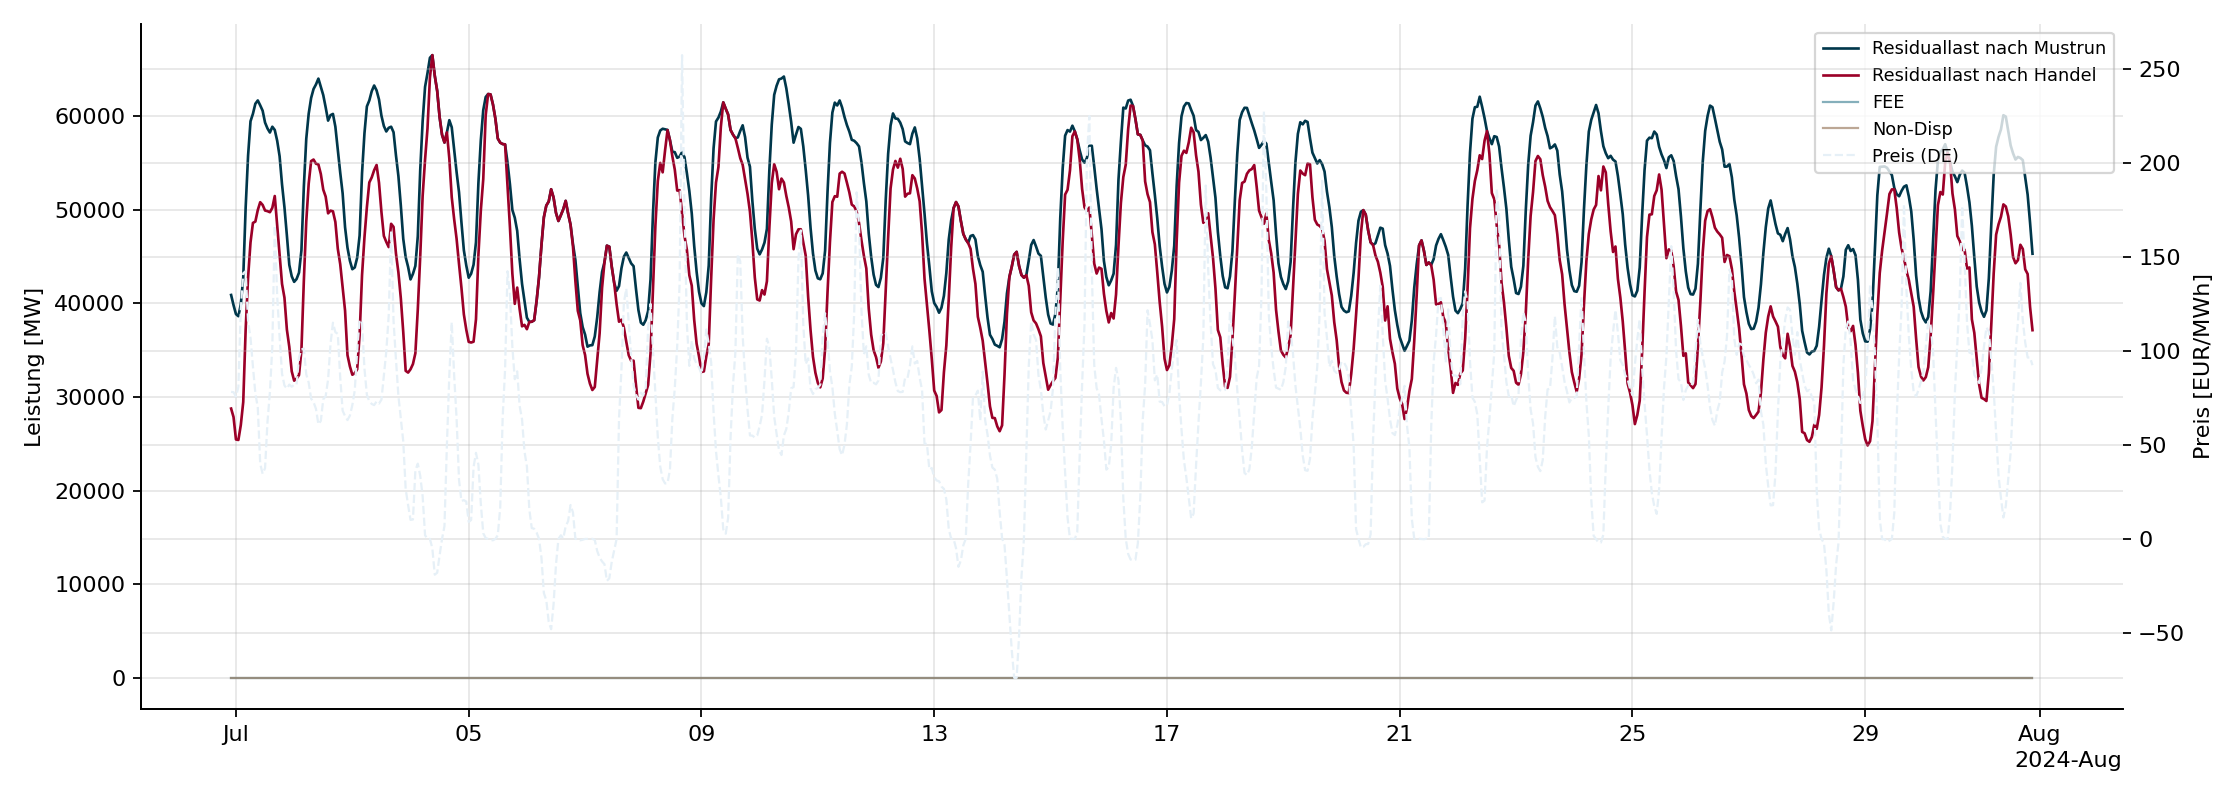 Residuallast nach Mustrun
Residuallast nach Handel
FEE
Non-Disp
Preis (DE)
Leistung [MW]
60000
50000
40000
30000
20000
10000
0
Preis [EUR/MWh]
250
200
150
100
50
0
−50
Jul
05
09
13
17
21
25
29
Aug
2024-Aug